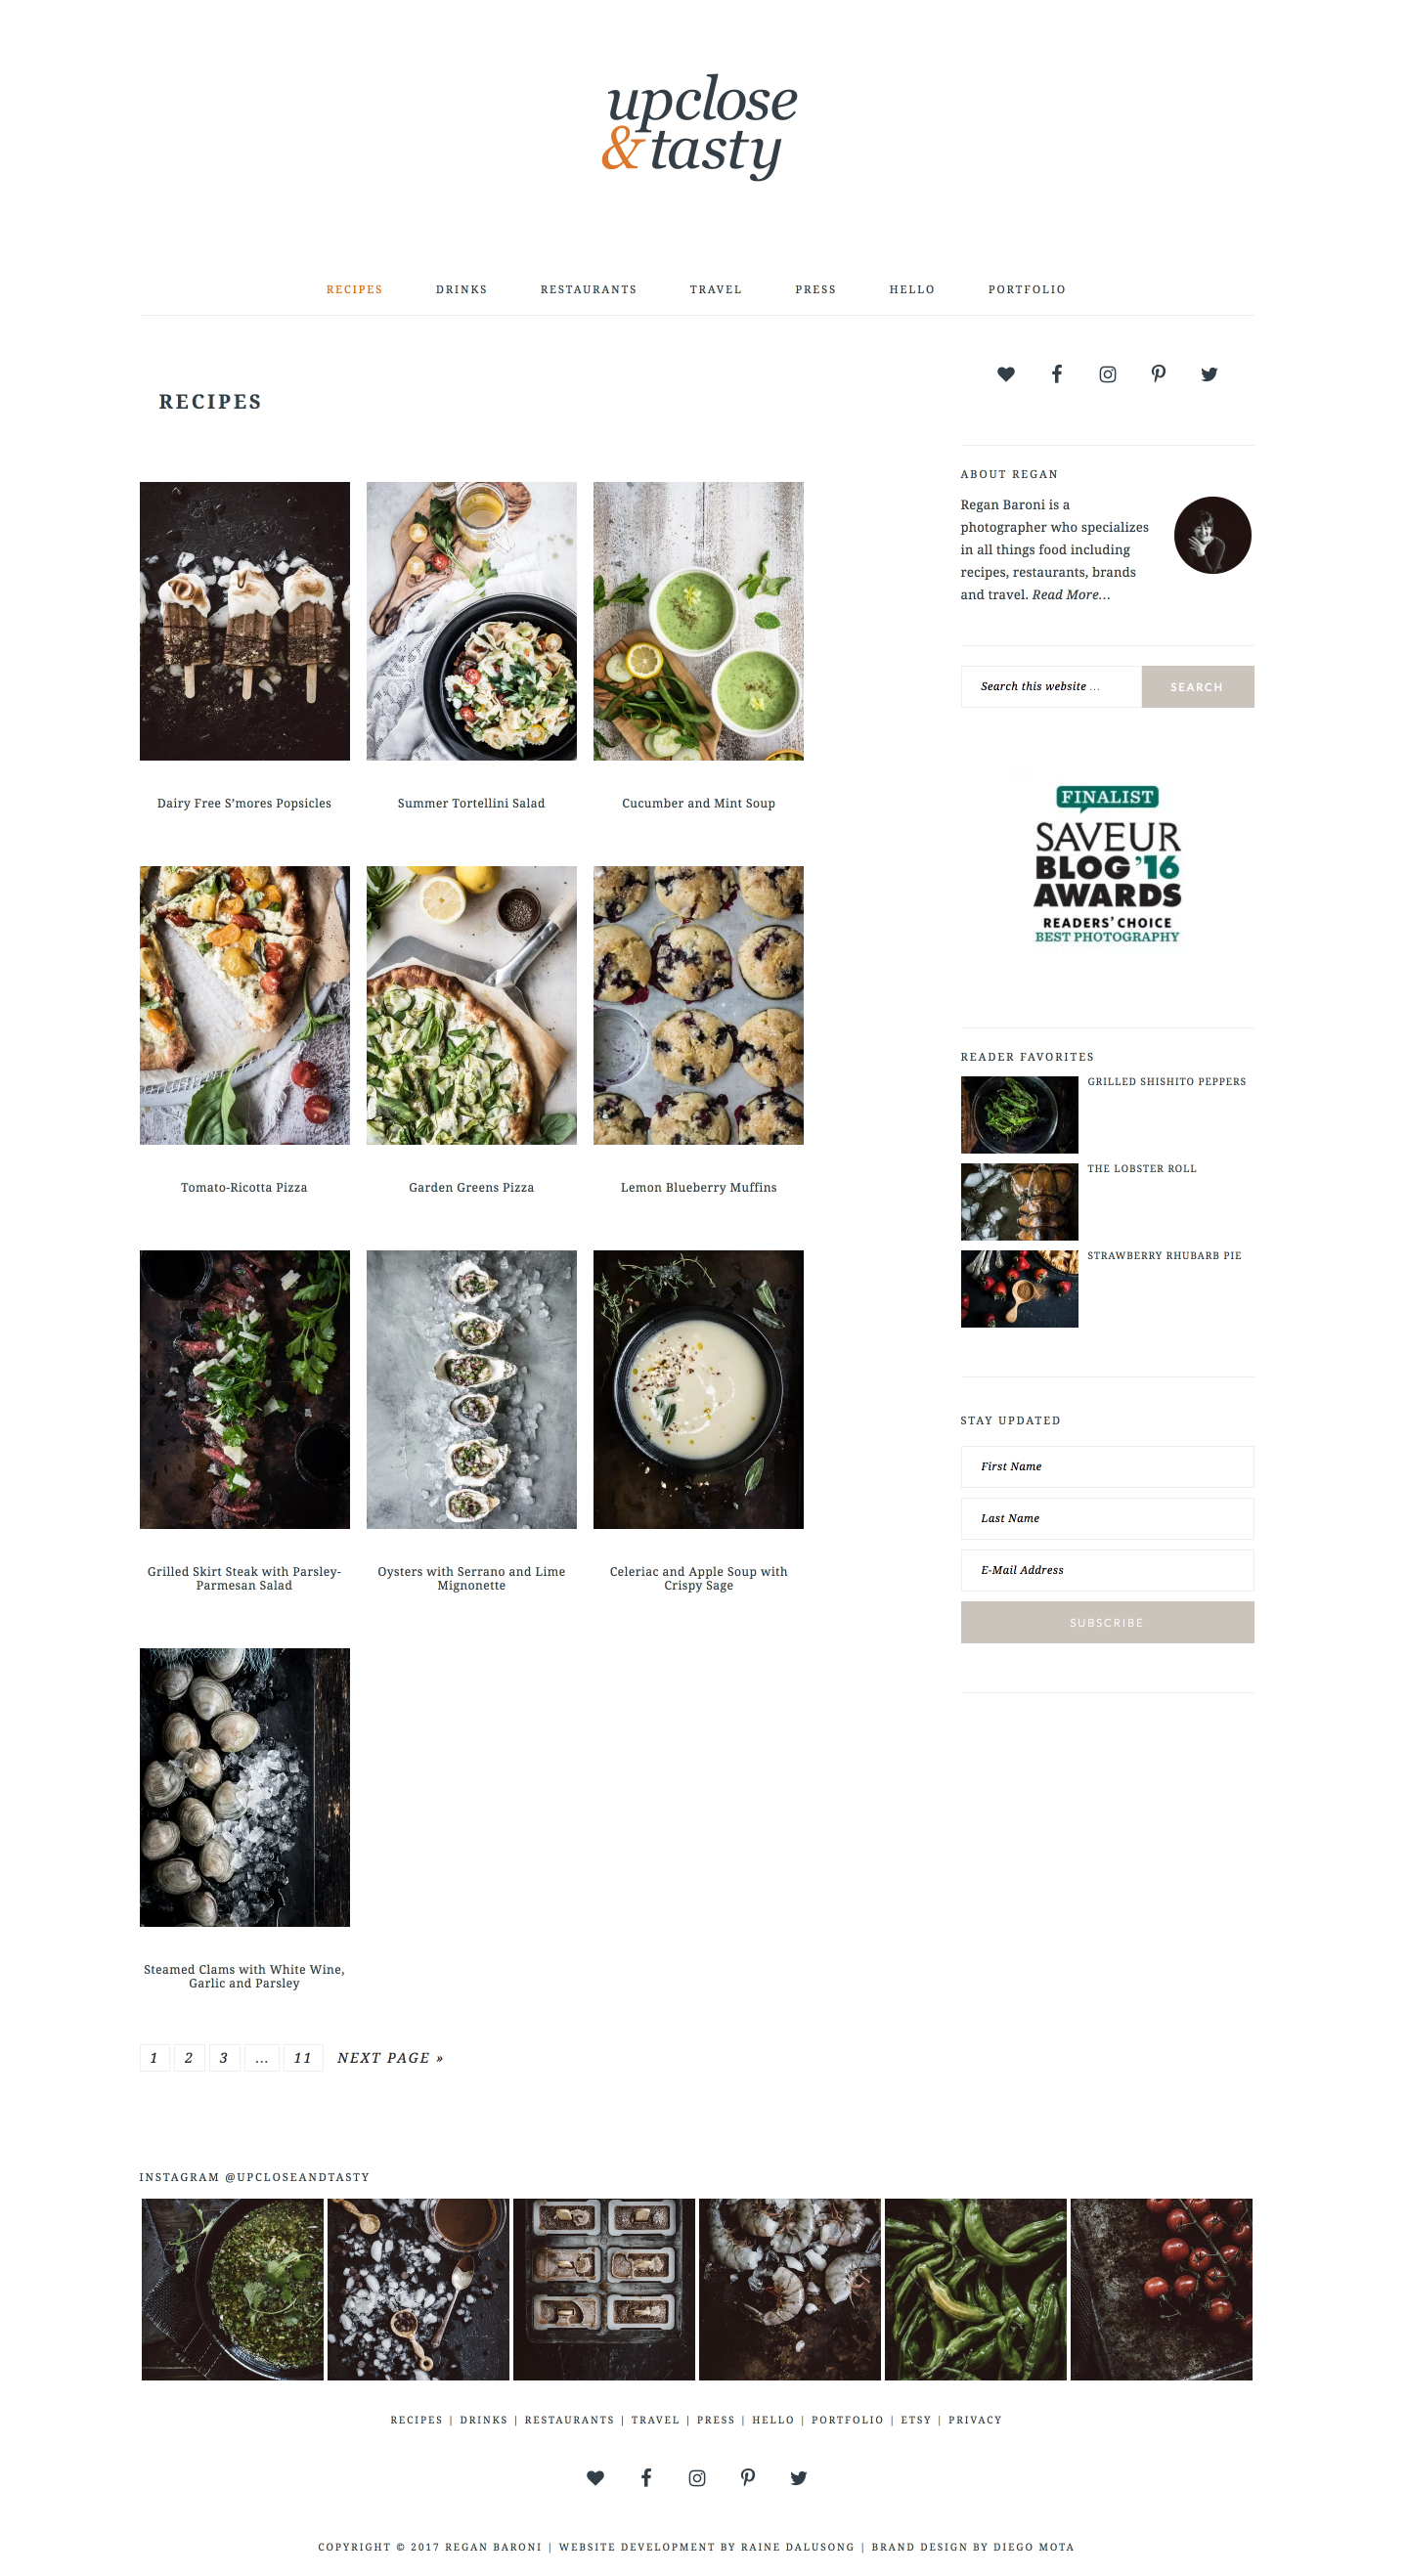 upclose
& tasty
RECIPES DRINKS RESTAURANTS TRAVEL PRESS HELLO PORTFOLIO
RECIPES
Dairy Free S’mores Popsicles
Summer Tortellini Salad
Cucumber and Mint Soup
Tomato-Ricotta Pizza
Garden Greens Pizza
Lemon Blueberry Muffins
Grilled Skirt Steak with Parsley-
Parmesan Salad
Oysters with Serrano and Lime
Mignonette
Celeriac and Apple Soup with
Crispy Sage
Steamed Clams with White Wine,
Garlic and Parsley
1 2 3 … 11 NEXT PAGE »
ABOUT REGAN
Regan Baroni is a
photographer who specializes
in all things food including
recipes, restaurants, brands
and travel. Read More…
Search this website …
SEARCH
FINALIST
SAVEUR
BLOG ’16
AWARDS
READERS’ CHOICE
BEST PHOTOGRAPHY
READER FAVORITES
GRILLED SHISHITO PEPPERS
THE LOBSTER ROLL
STRAWBERRY RHUBARB PIE
STAY UPDATED
First Name
Last Name
E-Mail Address
SUBSCRIBE
INSTAGRAM @UPCLOSEANDTASTY
RECIPES | DRINKS | RESTAURANTS | TRAVEL | PRESS | HELLO | PORTFOLIO | ETSY | PRIVACY
COPYRIGHT © 2017 REGAN BARONI | WEBSITE DEVELOPMENT BY RAINE DALUSONG | BRAND DESIGN BY DIEGO MOTA